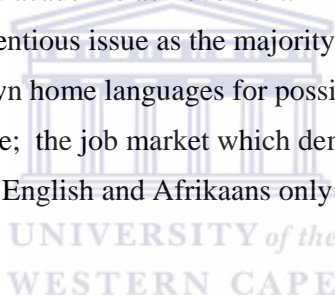 entious issue as the majority
wn home languages for possi
e; the job market which der
English and Afrikaans only
UNIVERSITY of the
WESTERN CAPE